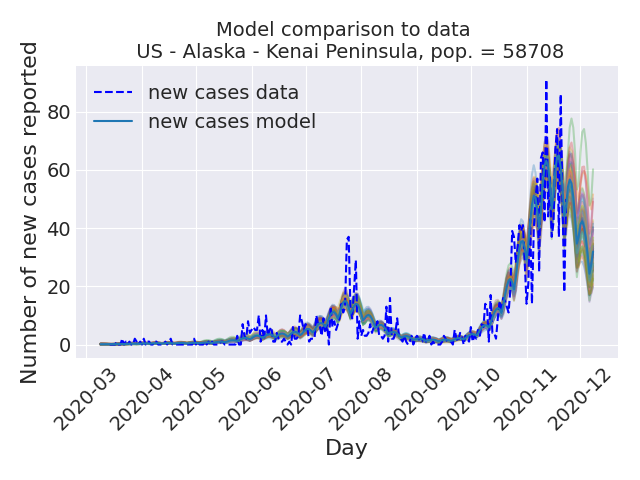 Model comparison to data
US - Alaska - Kenai Peninsula, pop. = 58708
Number of new cases reported
new cases data
new cases model
80
60
40
20
0
2020-03
2020-04
2020-05
2020-06
2020-07
2020-08
2020-09
2020-10
2020-11
2020-12
Day